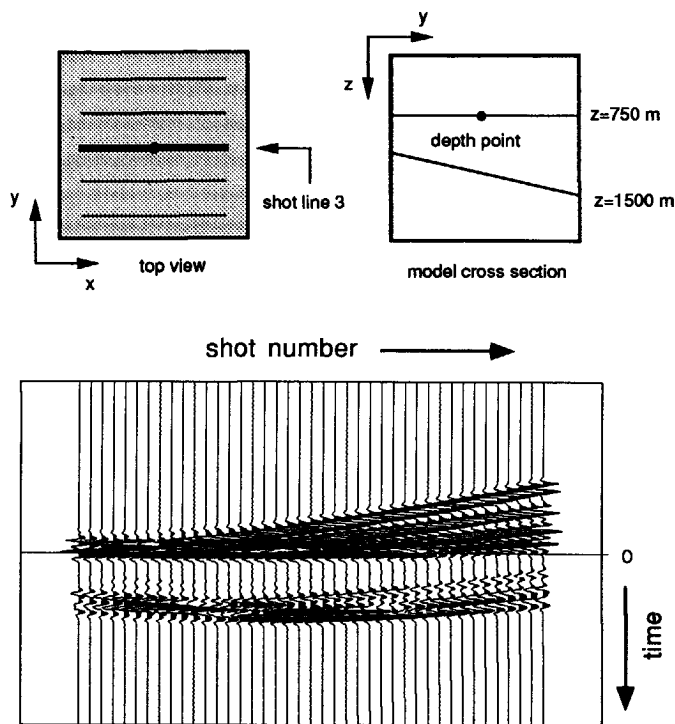 y
x
top view
shot line 3
y
z
depth point
z=750 m
z=1500 m
model cross section
shot number
0
time